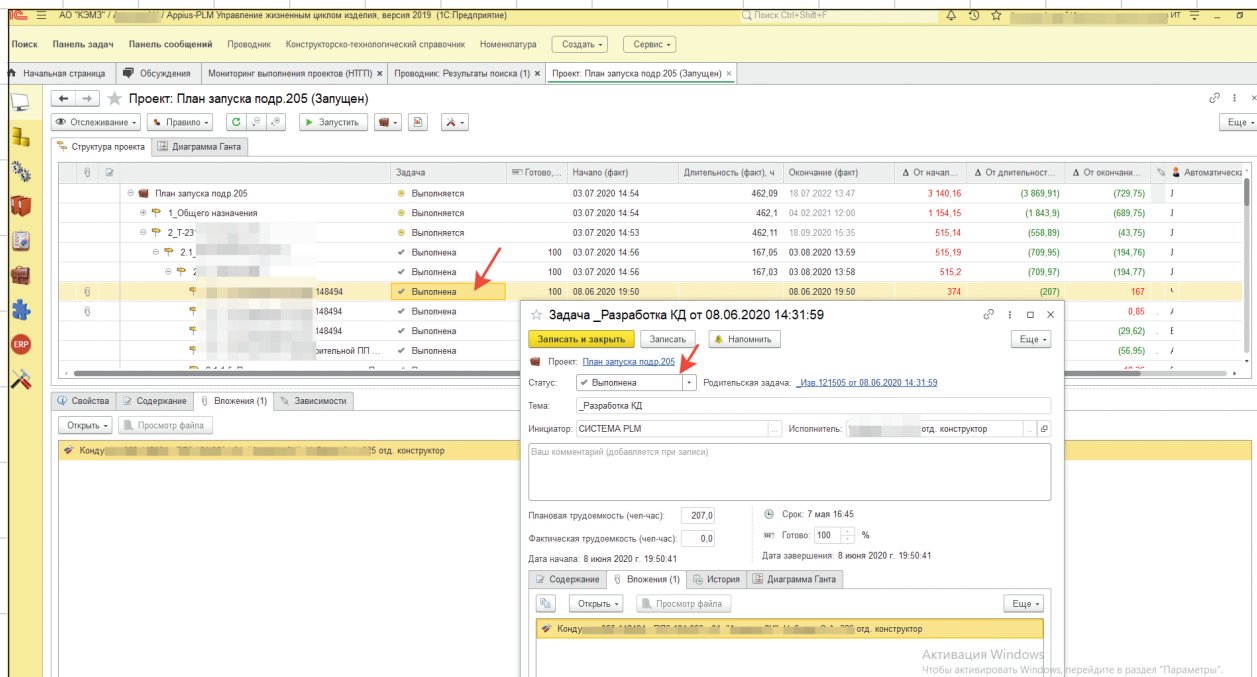 АО "КЭМЗ" / Appius-PLM Управление жизненным циклом изделия, версия 2019 (1С:Предприятие)
Поиск Ctrl+Shift+F
ИТ
Поиск Панель задач Панель сообщений Проводник Конструкторско-технологический справочник Номенклатура Создать Сервис
Начальная страница Обсуждения Мониторинг выполнения проектов (НТГП) × Проводник: Результаты поиска (1) × Проект: План запуска подр.205 (Запущен) ×
Проект: План запуска подр.205 (Запущен)
Отслеживание Правило Запустить Еще
Структура проекта Диаграмма Ганта
Задача Готово,... Начало (факт) Длительность (факт), ч Окончание (факт) Δ От начал... Δ От длительност... Δ От окончани... Автоматическа
План запуска подр.205 Выполняется 03.07.2020 14:54 462,09 18.07.2022 13:47 3 140,16 (3 869,91) (729,75)
1_Общего назначения Выполняется 03.07.2020 14:54 462,1 04.02.2021 12:00 1 154,15 (1 843,9) (689,75)
2_Т-23 Выполняется 03.07.2020 14:53 462,11 18.09.2020 15:35 515,14 (558,89) (43,75)
2.1_ Выполнена 100 03.07.2020 14:56 167,05 03.08.2020 13:59 515,19 (709,95) (194,76)
2 Выполнена 100 03.07.2020 14:56 167,03 03.08.2020 13:58 515,2 (709,97) (194,77)
148494 Выполнена 100 08.06.2020 19:50 08.06.2020 19:50 374 (207) 167
148494 Выполнена 0,85
148494 Выполнена (29,62)
рительной ПП ... Выполнена (56,95)
Свойства Содержание Вложения (1) Зависимости
Открыть Просмотр файла
Конду отд. конструктор
Задача _Разработка КД от 08.06.2020 14:31:59
Записать и закрыть Записать Напомнить Еще
Проект: План запуска подр.205
Статус: Выполнена Родительская задача: _Изв.121505 от 08.06.2020 14:31:59
Тема: _Разработка КД
Инициатор: СИСТЕМА PLM Исполнитель: отд. конструктор
Ваш комментарий (добавляется при записи)
Плановая трудоемкость (чел-час): 207,0 Срок: 7 мая 16:45
Фактическая трудоемкость (чел-час): 0,0 Готово: 100 %
Дата начала: 8 июня 2020 г. 19:50:41 Дата завершения: 8 июня 2020 г. 19:50:41
Содержание Вложения (1) История Диаграмма Ганта
Открыть Просмотр файла Еще
Конду отд. конструктор
Активация Windows
Чтобы активировать Windows, перейдите в раздел "Параметры".
ERP